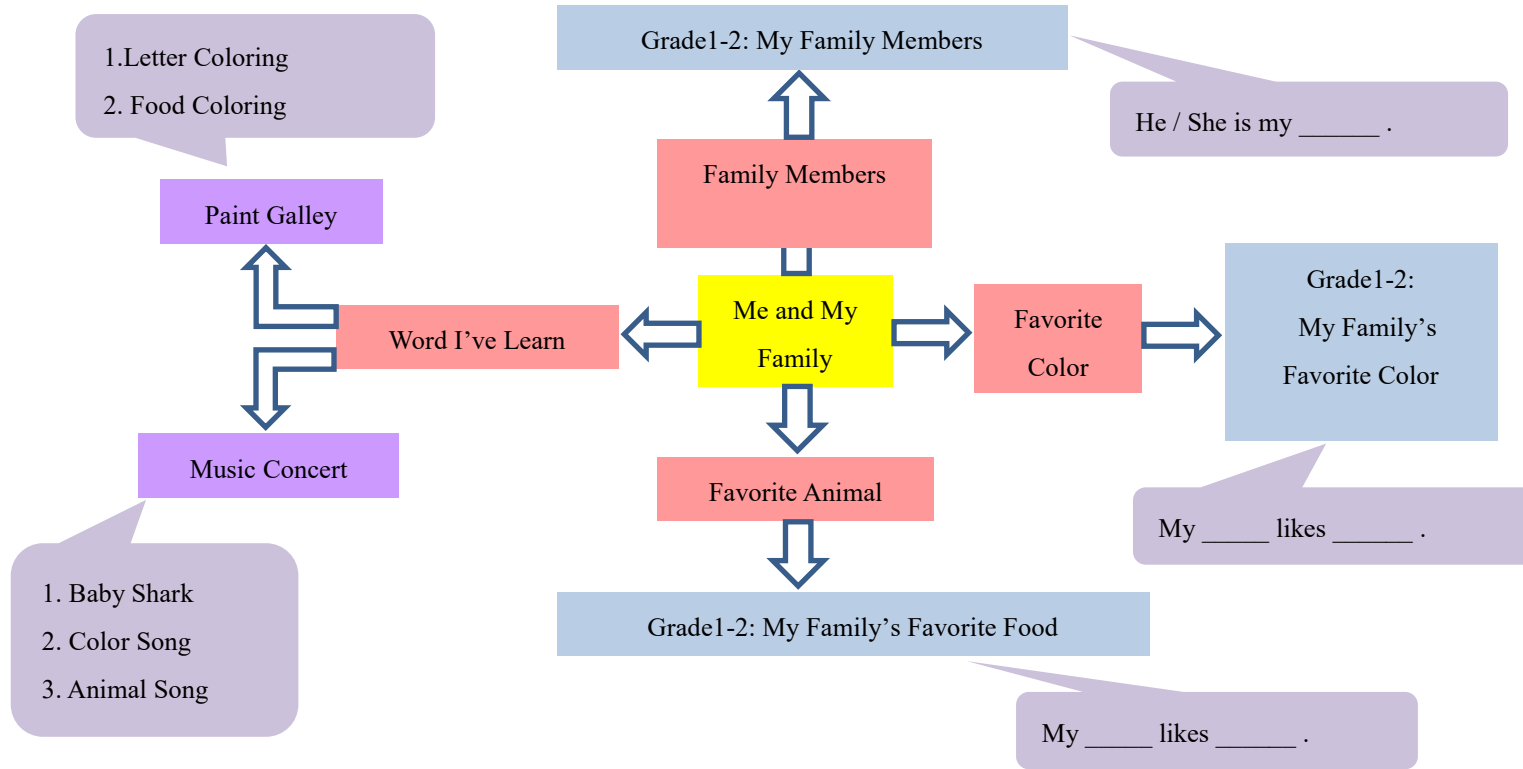 1.Letter Coloring
2. Food Coloring
Grade1-2: My Family Members
He / She is my ______ .
Family Members
Paint Galley
Grade1-2:
My Family’s
Favorite Color
Me and My
Family
Favorite
Color
Word I’ve Learn
Music Concert
Favorite Animal
My _____ likes ______ .
1. Baby Shark
2. Color Song
3. Animal Song
Grade1-2: My Family’s Favorite Food
My _____ likes ______ .